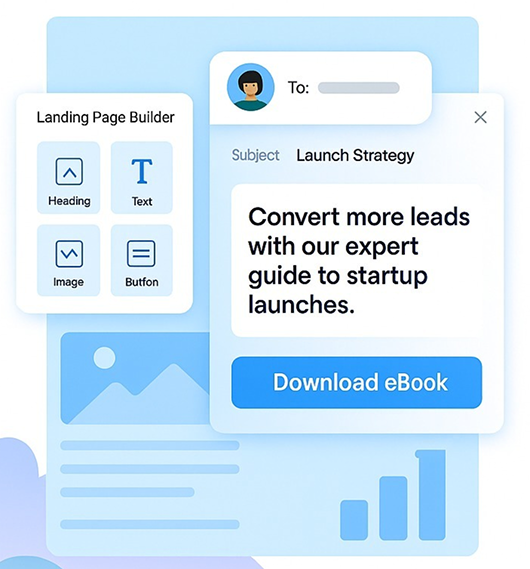 To:
Landing Page Builder
Subject Launch Strategy
T
Heading Text
Convert more leads
with our expert
guide to startup
launches.
Image Butfon
Download eBook